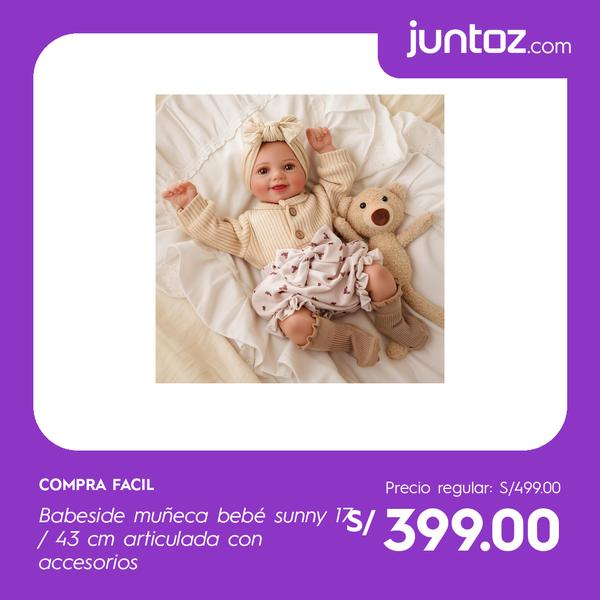 juntoz.com
COMPRA FACIL
Precio regular: S/499.00
Babeside muñeca bebé sunny 17
/ 43 cm articulada con
accesorios
S/ 399.00